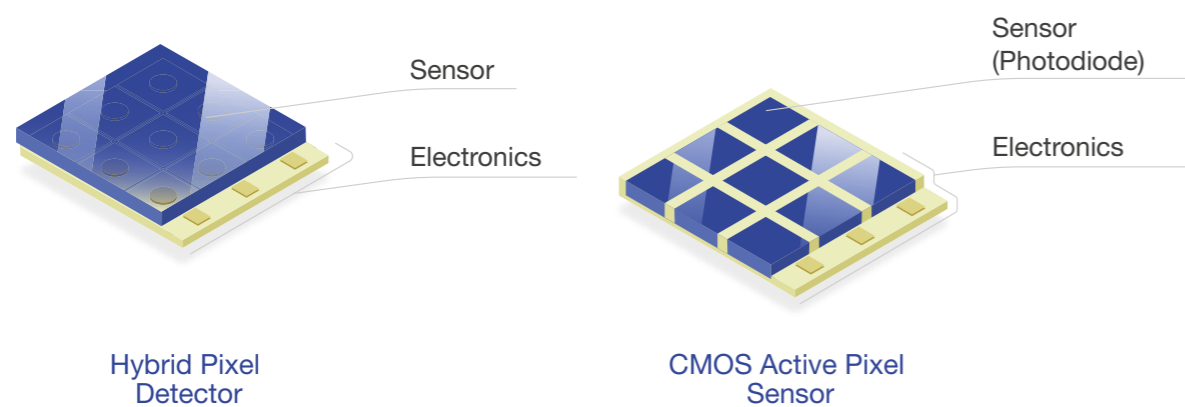 Sensor
Electronics
Hybrid Pixel
Detector
Sensor
(Photodiode)
Electronics
CMOS Active Pixel
Sensor